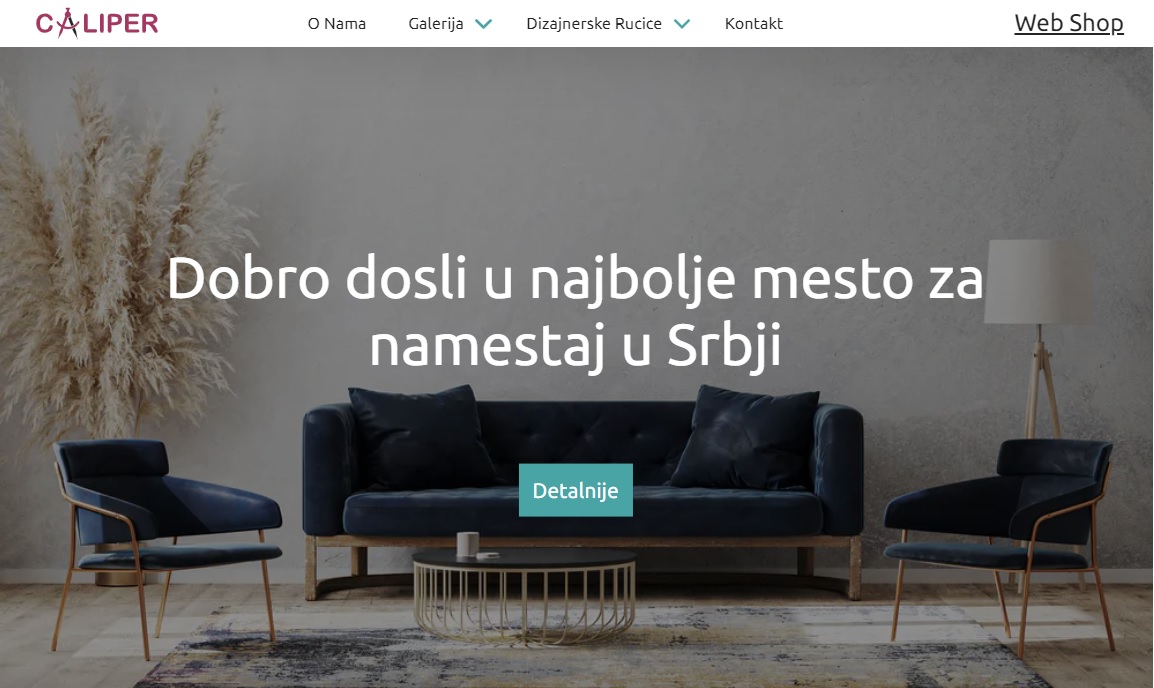 CALIPER
O Nama
Galerija
Dizajnerske Rucice
Kontakt
Web Shop
Dobro dosli u najbolje mesto za
namestaj u Srbji
Detalnije